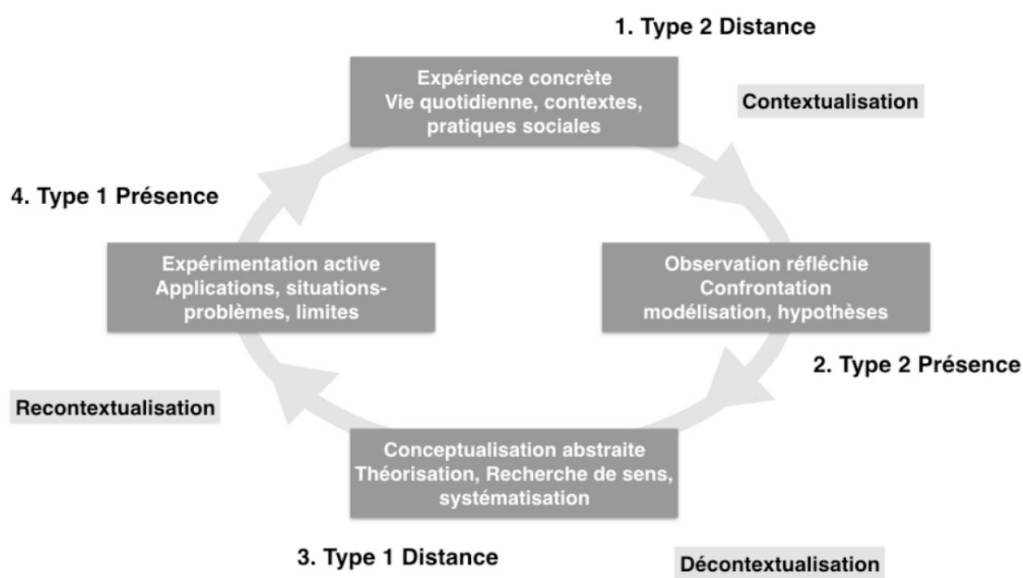 1. Type 2 Distance
Expérience concrète
Vie quotidienne, contextes,
pratiques sociales
Contextualisation
4. Type 1 Présence
Expérimentation active
Applications, situations-
problèmes, limites
Observation réfléchie
Confrontation
modélisation, hypothèses
2. Type 2 Présence
Recontextualisation
Conceptualisation abstraite
Théorisation, Recherche de sens,
systématisation
3. Type 1 Distance
Décontextualisation